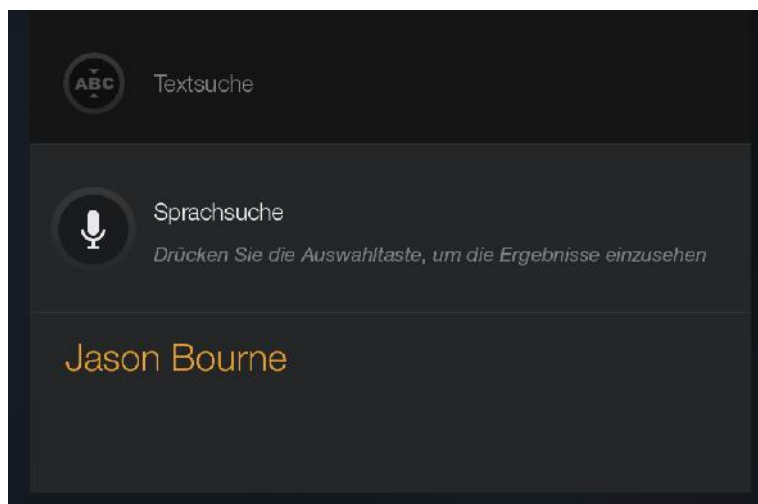 ABC
Textsuche
Sprachsuche
Drücken Sie die Auswahltaste, um die Ergebnisse einzusehen
Jason Bourne